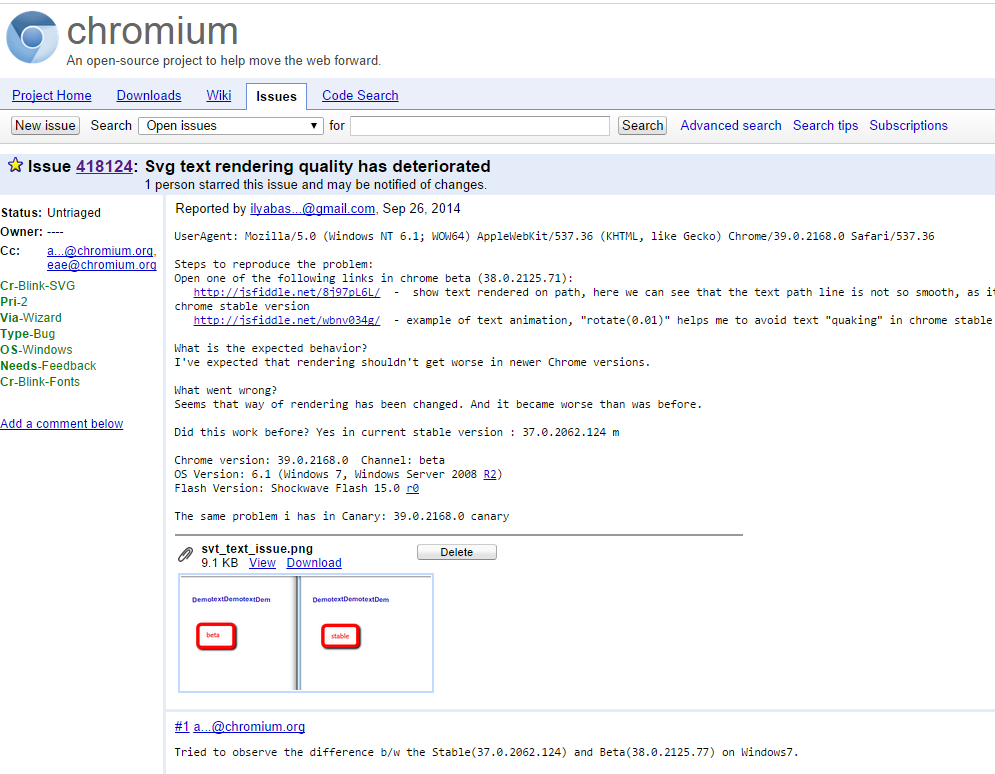 chromium
An open-source project to help move the web forward.
Project Home Downloads Wiki Issues Code Search
New issue Search Open issues for Search Advanced search Search tips Subscriptions
Issue 418124: Svg text rendering quality has deteriorated
1 person starred this issue and may be notified of changes.
Status: Untriaged
Owner: ----
Cc: a...@chromium.org,
eae@chromium.org
Cr-Blink-SVG
Pri-2
Via-Wizard
Type-Bug
OS-Windows
Needs-Feedback
Cr-Blink-Fonts
Add a comment below
Reported by ilyabas...@gmail.com, Sep 26, 2014
UserAgent: Mozilla/5.0 (Windows NT 6.1; WOW64) AppleWebKit/537.36 (KHTML, like Gecko) Chrome/39.0.2168.0 Safari/537.36
Steps to reproduce the problem:
Open one of the following links in chrome beta (38.0.2125.71):
http://jsfiddle.net/8j97pL6L/ - show text rendered on path, here we can see that the text path line is not so smooth, as it
chrome stable version
http://jsfiddle.net/wbnv034g/ - example of text animation, "rotate(0.01)" helps me to avoid text "quaking" in chrome stable
What is the expected behavior?
I've expected that rendering shouldn't get worse in newer Chrome versions.
What went wrong?
Seems that way of rendering has been changed. And it became worse than was before.
Did this work before? Yes in current stable version : 37.0.2062.124 m
Chrome version: 39.0.2168.0 Channel: beta
OS Version: 6.1 (Windows 7, Windows Server 2008 R2)
Flash Version: Shockwave Flash 15.0 r0
The same problem i has in Canary: 39.0.2168.0 canary
svt_text_issue.png Delete
9.1 KB View Download
DemotextDemotextDem DemotextDemotextDem
beta stable
#1 a...@chromium.org
Tried to observe the difference b/w the Stable(37.0.2062.124) and Beta(38.0.2125.77) on Windows7.